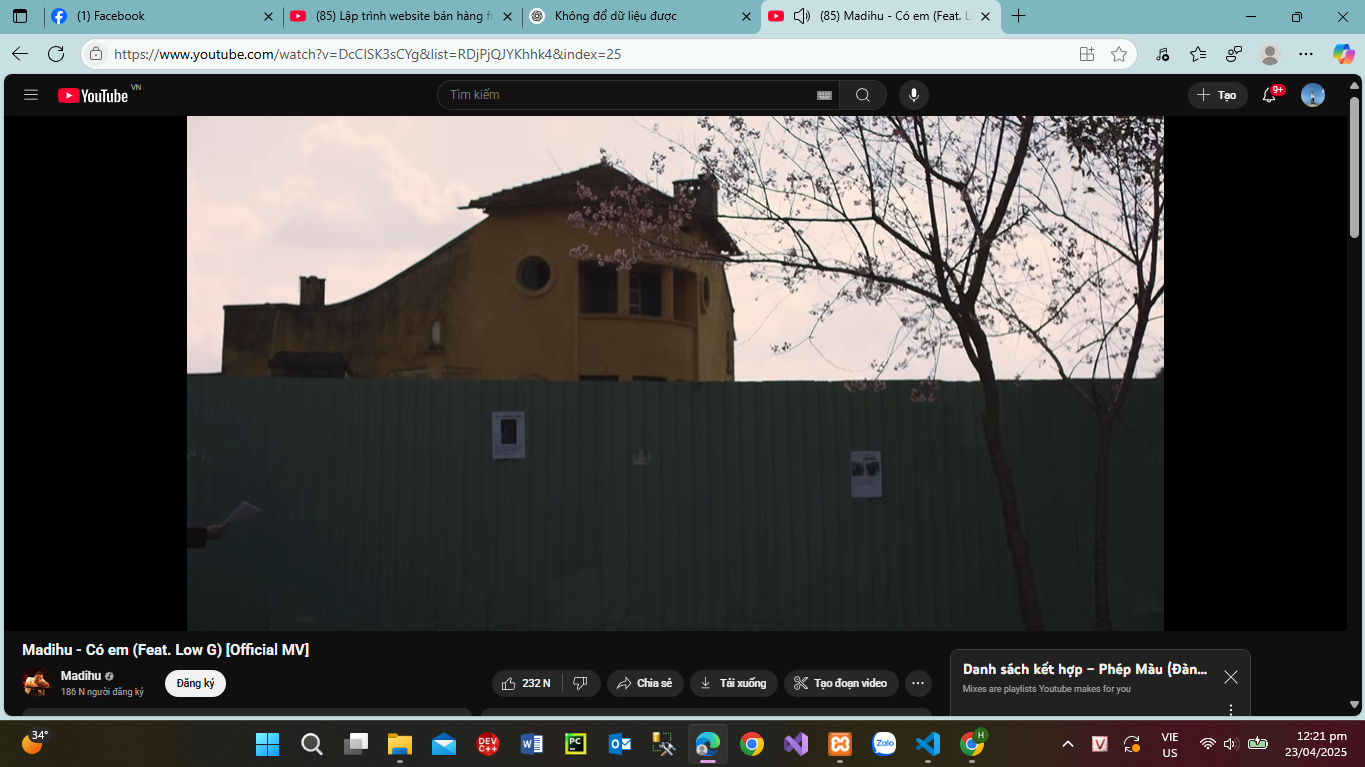 (1) Facebook
(85) Lập trình website bán hàng fu
Không đổ dữ liệu được
(85) Madihu - Có em (Feat. L
https://www.youtube.com/watch?v=DcClSK3sCYg&list=RDjPjQJYKhhk4&index=25
YouTube VN
Tìm kiếm
Tạo
9+
Madihu - Có em (Feat. Low G) [Official MV]
Madihu
186 N người đăng ký
Đăng ký
232 N
Chia sẻ
Tải xuống
Tạo đoạn video
Danh sách kết hợp – Phép Màu (Đàn...
Mixes are playlists Youtube makes for you
34°
DEV C++
W
PC
Zalo
H
V
VIE
US
12:21 pm
23/04/2025